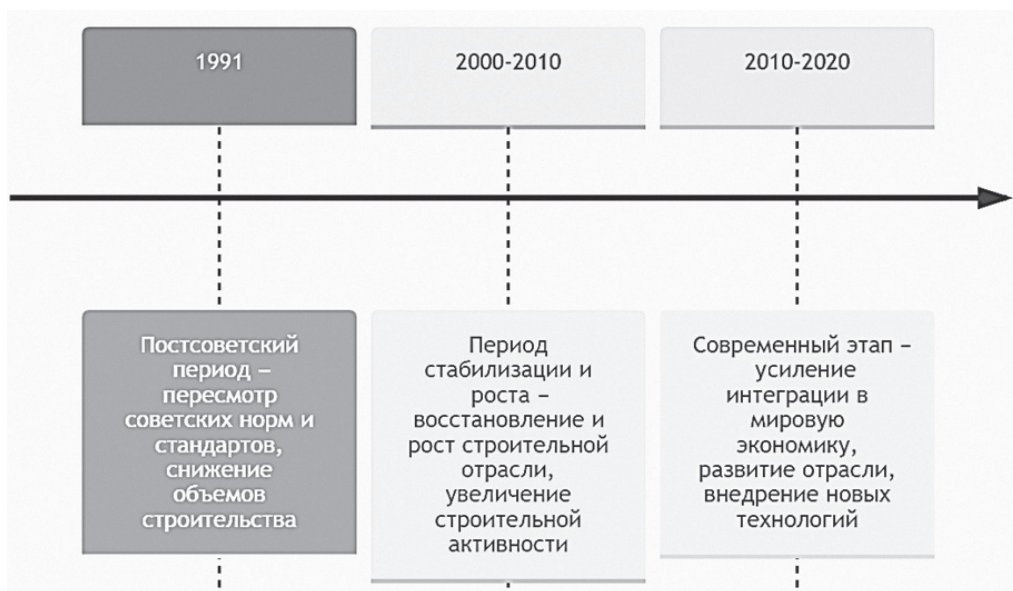 1991
2000-2010
2010-2020
Постсоветский
период –
пересмотр
советских норм и
стандартов,
снижение
объемов
строительства
Период
стабилизации и
роста –
восстановление и
рост строительной
отрасли,
увеличение
строительной
активности
Современный этап –
усиление
интеграции в
мировую
экономику,
развитие отрасли,
внедрение новых
технологий